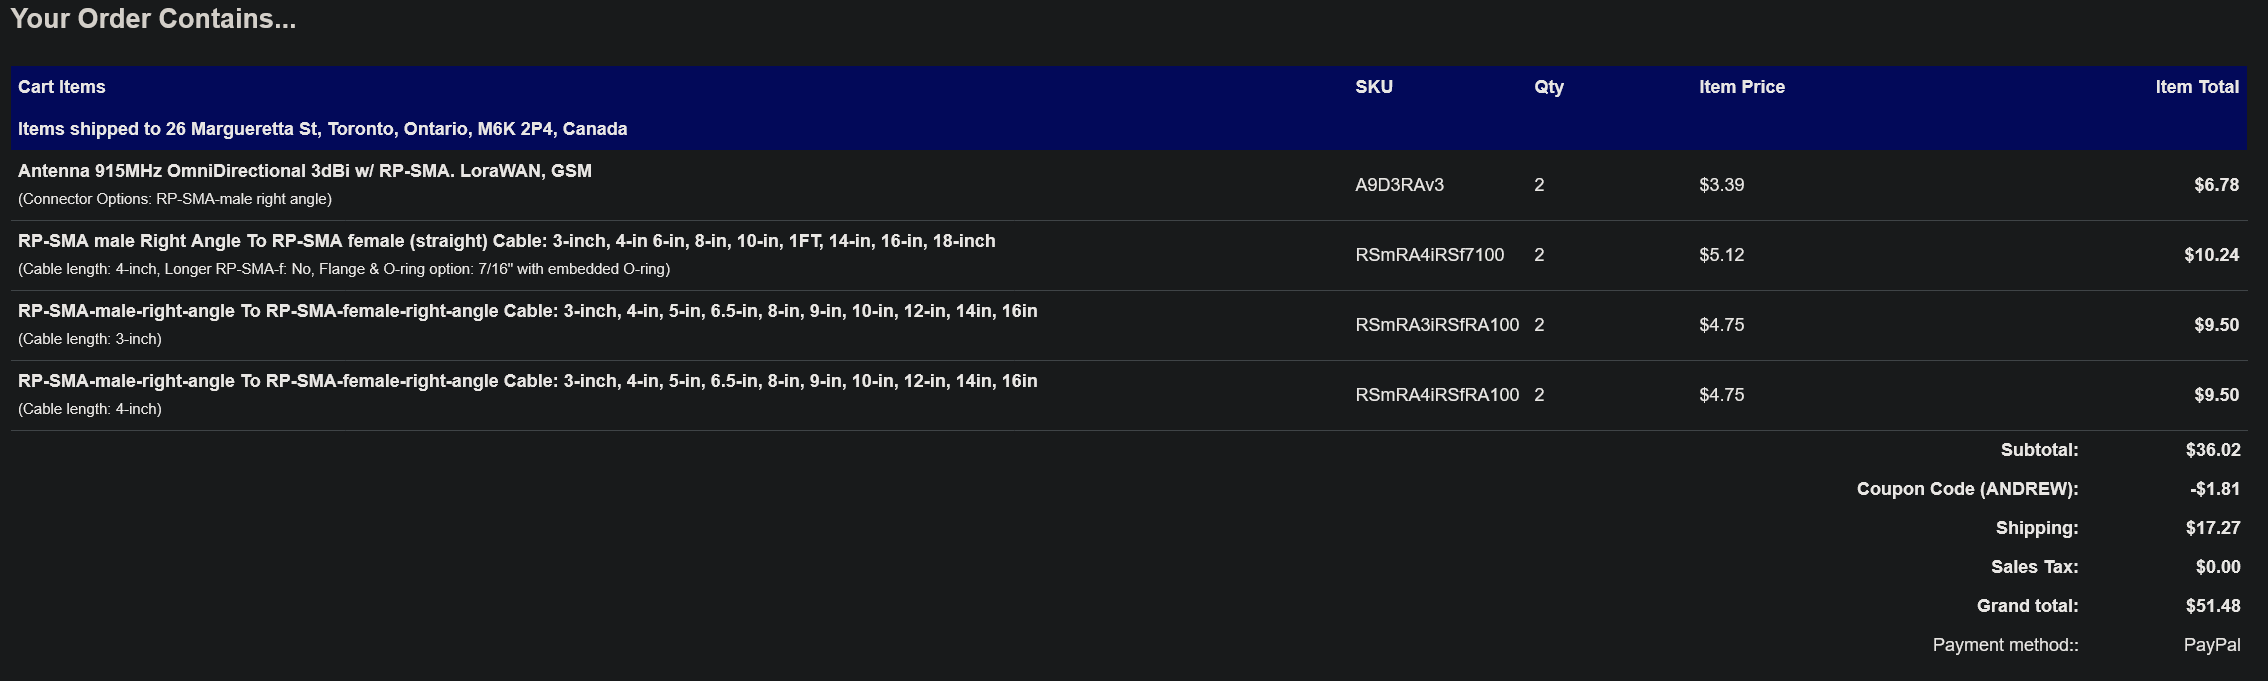 Your Order Contains...
Cart Items SKU Qty Item Price Item Total
Items shipped to 26 Margueretta St, Toronto, Ontario, M6K 2P4, Canada
Antenna 915MHz OmniDirectional 3dBi w/ RP-SMA. LoraWAN, GSM
(Connector Options: RP-SMA-male right angle)
A9D3RAv3 2 $3.39 $6.78
RP-SMA male Right Angle To RP-SMA female (straight) Cable: 3-inch, 4-in 6-in, 8-in, 10-in, 1FT, 14-in, 16-in, 18-inch
(Cable length: 4-inch, Longer RP-SMA-f: No, Flange & O-ring option: 7/16" with embedded O-ring)
RSmRA4iRSf7100 2 $5.12 $10.24
RP-SMA-male-right-angle To RP-SMA-female-right-angle Cable: 3-inch, 4-in, 5-in, 6.5-in, 8-in, 9-in, 10-in, 12-in, 14in, 16in
(Cable length: 3-inch)
RSmRA3iRSfRA100 2 $4.75 $9.50
RP-SMA-male-right-angle To RP-SMA-female-right-angle Cable: 3-inch, 4-in, 5-in, 6.5-in, 8-in, 9-in, 10-in, 12-in, 14in, 16in
(Cable length: 4-inch)
RSmRA4iRSfRA100 2 $4.75 $9.50
Subtotal: $36.02
Coupon Code (ANDREW): -$1.81
Shipping: $17.27
Sales Tax: $0.00
Grand total: $51.48
Payment method:: PayPal